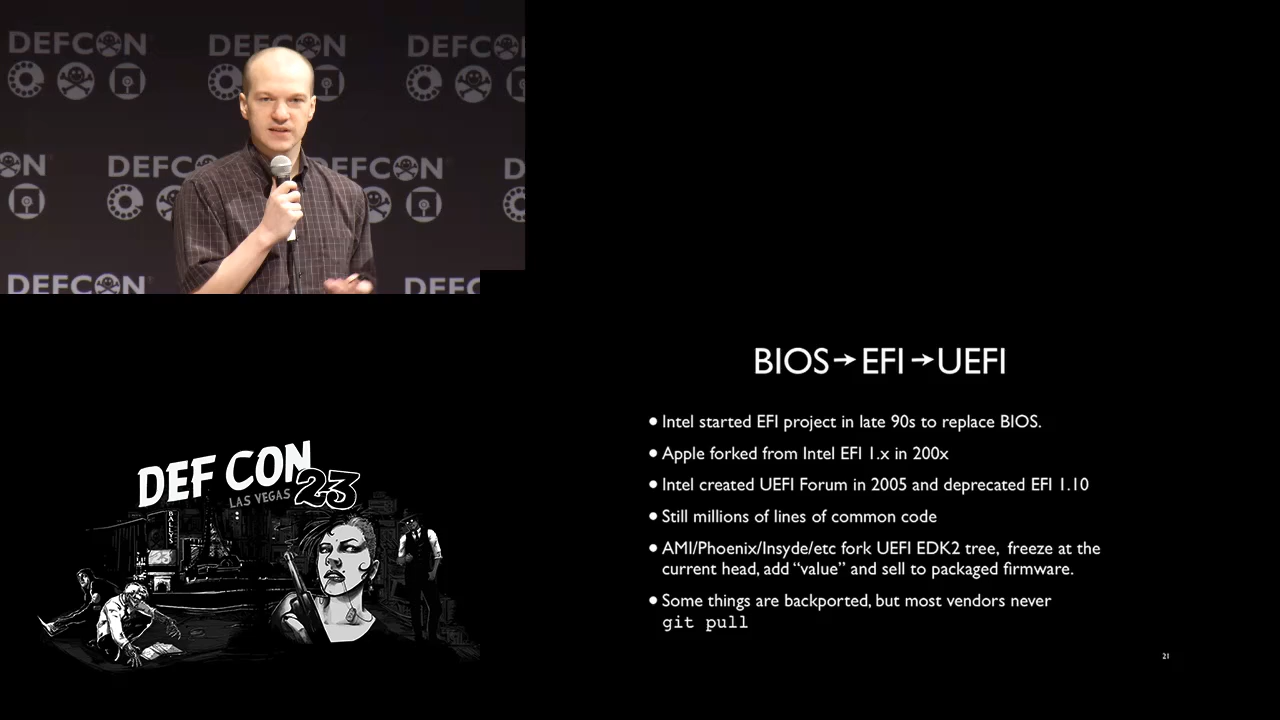 DEFCON DEFCON DEFCON
DEFCON DEFCON
DEFCON
BIOS→EFI→UEFI
• Intel started EFI project in late 90s to replace BIOS.
• Apple forked from Intel EFI 1.x in 200x
• Intel created UEFI Forum in 2005 and deprecated EFI 1.10
• Still millions of lines of common code
• AMI/Phoenix/Insyde/etc fork UEFI EDK2 tree, freeze at the
current head, add “value” and sell to packaged firmware.
• Some things are backported, but most vendors never
git pull
21
DEF CON
LAS VEGAS 23
BALLY'S
23